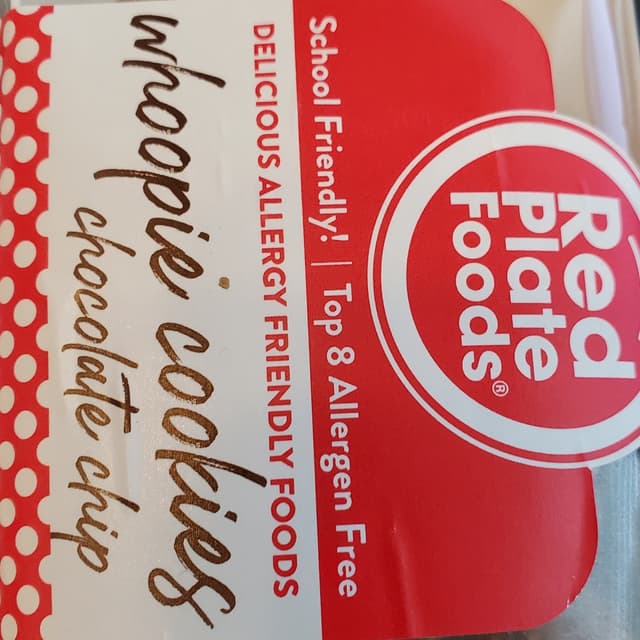 Red
Plate
Foods®
School Friendly! | Top 8 Allergen Free
DELICIOUS ALLERGY FRIENDLY FOODS
whoopie cookies
chocolate chip